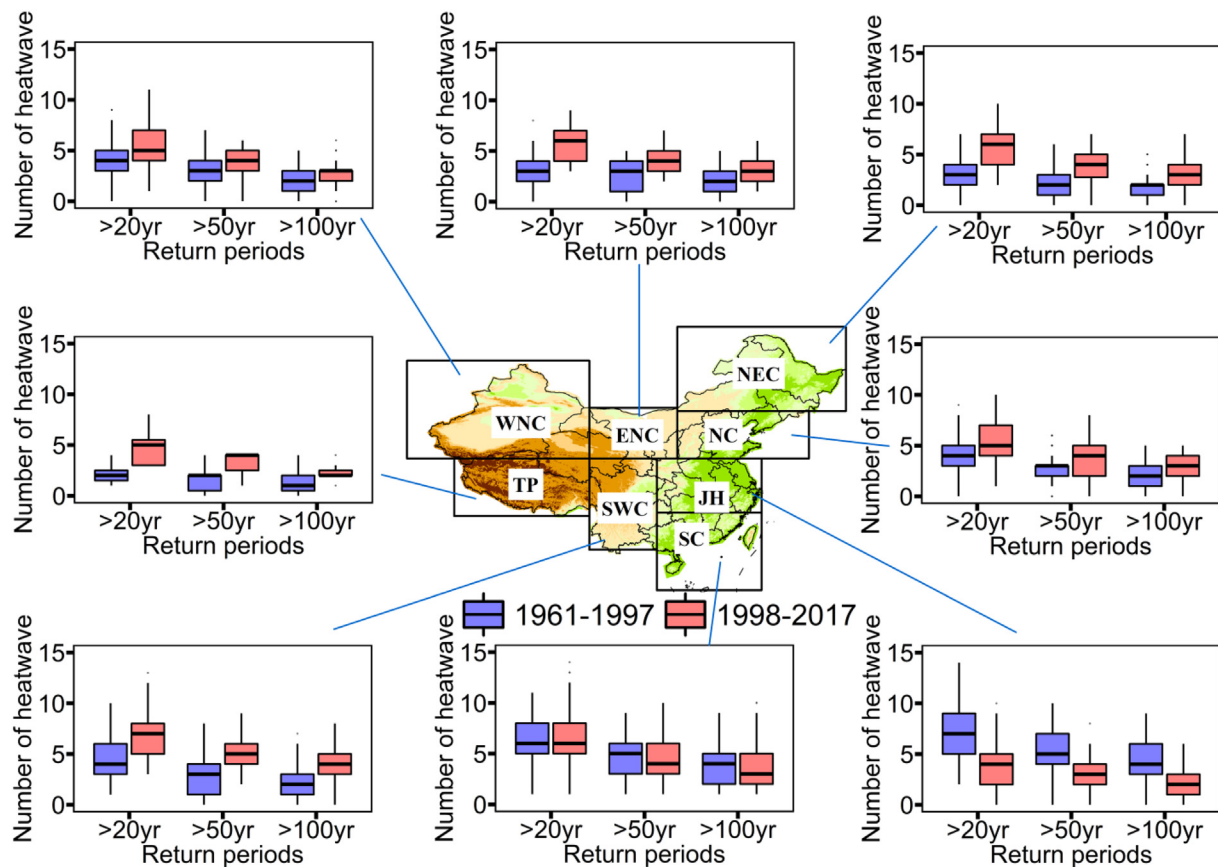 Number of heatwave
15
10
5
0
>20yr >50yr >100yr
Return periods
Number of heatwave
15
10
5
0
>20yr >50yr >100yr
Return periods
Number of heatwave
15
10
5
0
>20yr >50yr >100yr
Return periods
Number of heatwave
15
10
5
0
>20yr >50yr >100yr
Return periods
NEC
WNC
ENC
NC
TP
SWC
JH
SC
1961-1997
1998-2017
Number of heatwave
15
10
5
0
>20yr >50yr >100yr
Return periods
Number of heatwave
15
10
5
0
>20yr >50yr >100yr
Return periods
Number of heatwave
15
10
5
0
>20yr >50yr >100yr
Return periods
Number of heatwave
15
10
5
0
>20yr >50yr >100yr
Return periods